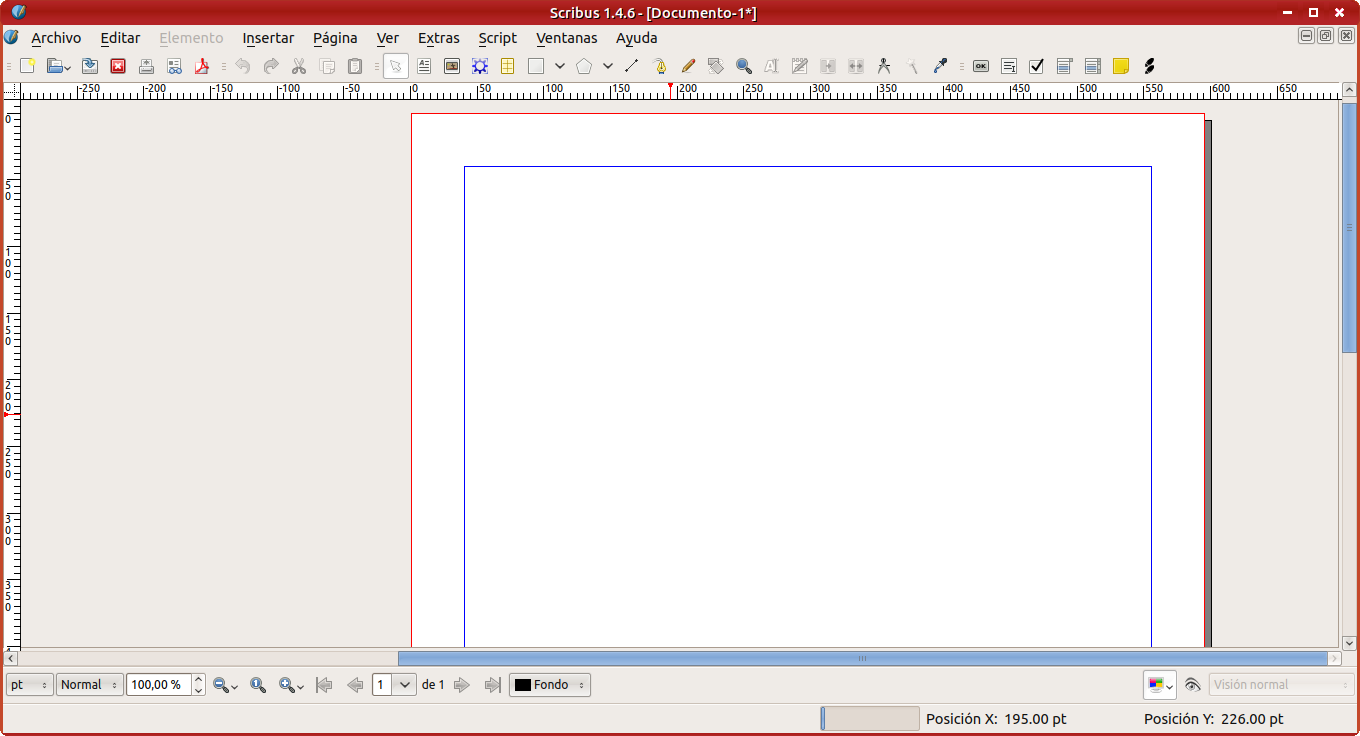 Scribus 1.4.6 - [Documento-1*]
Archivo Editar Elemento Insertar Página Ver Extras Script Ventanas Ayuda
OK
-250 -200 -150 -100 -50 0 50 100 150 200 250 300 350 400 450 500 550 600 650
0
50
100
150
200
250
300
350
pt Normal 100,00 % 1 1 de 1 Fondo Visión normal
Posición X: 195.00 pt Posición Y: 226.00 pt